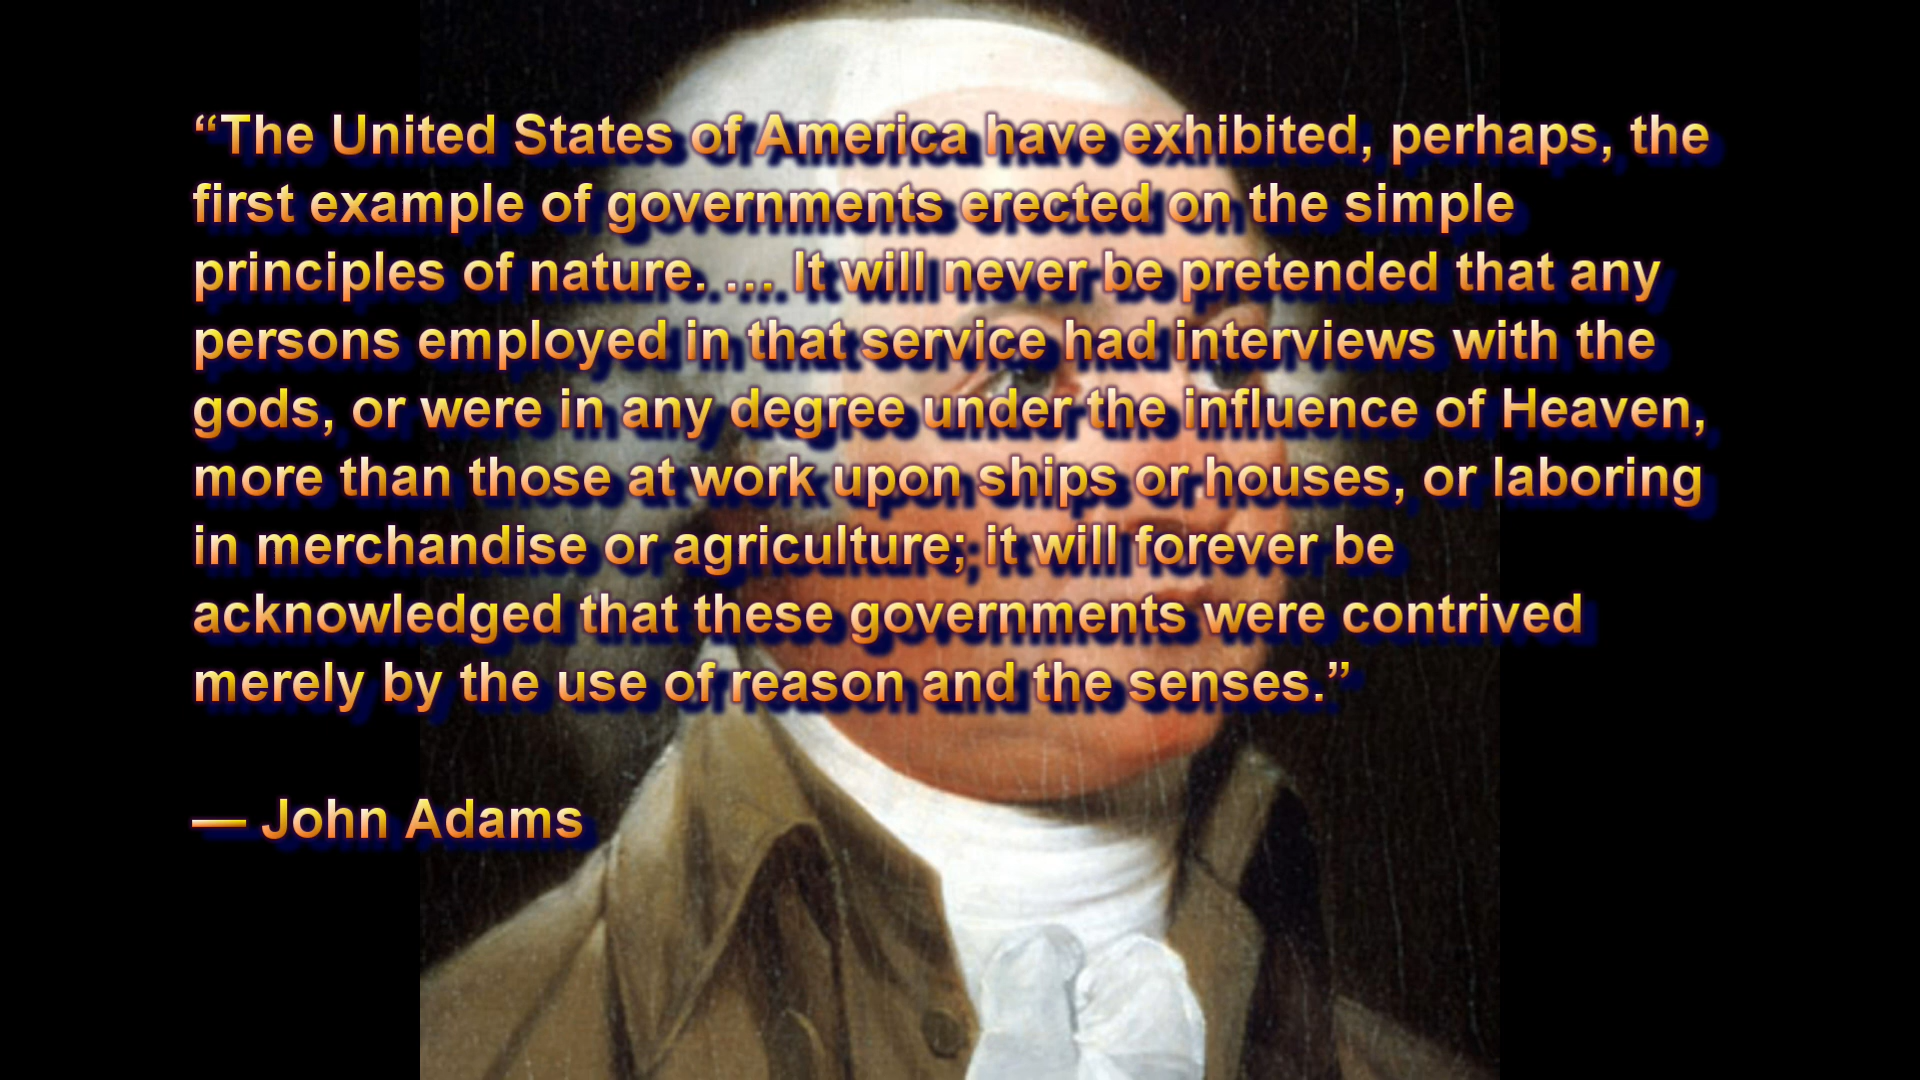 “The United States of America have exhibited, perhaps, the
first example of governments erected on the simple
principles of nature. … It will never be pretended that any
persons employed in that service had interviews with the
gods, or were in any degree under the influence of Heaven,
more than those at work upon ships or houses, or laboring
in merchandise or agriculture; it will forever be
acknowledged that these governments were contrived
merely by the use of reason and the senses.”
— John Adams